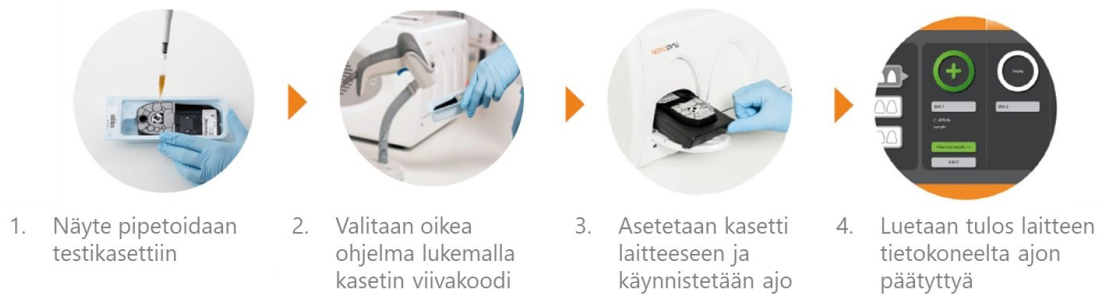 1. Näyte pipetoidaan
testikasettiin
2. Valitaan oikea
ohjelma lukemalla
kasetin viivakoodi
3. Asetetaan kasetti
laitteeseen ja
käynnistetään ajo
4. Luetaan tulos laitteen
tietokoneelta ajon
päätyttyä